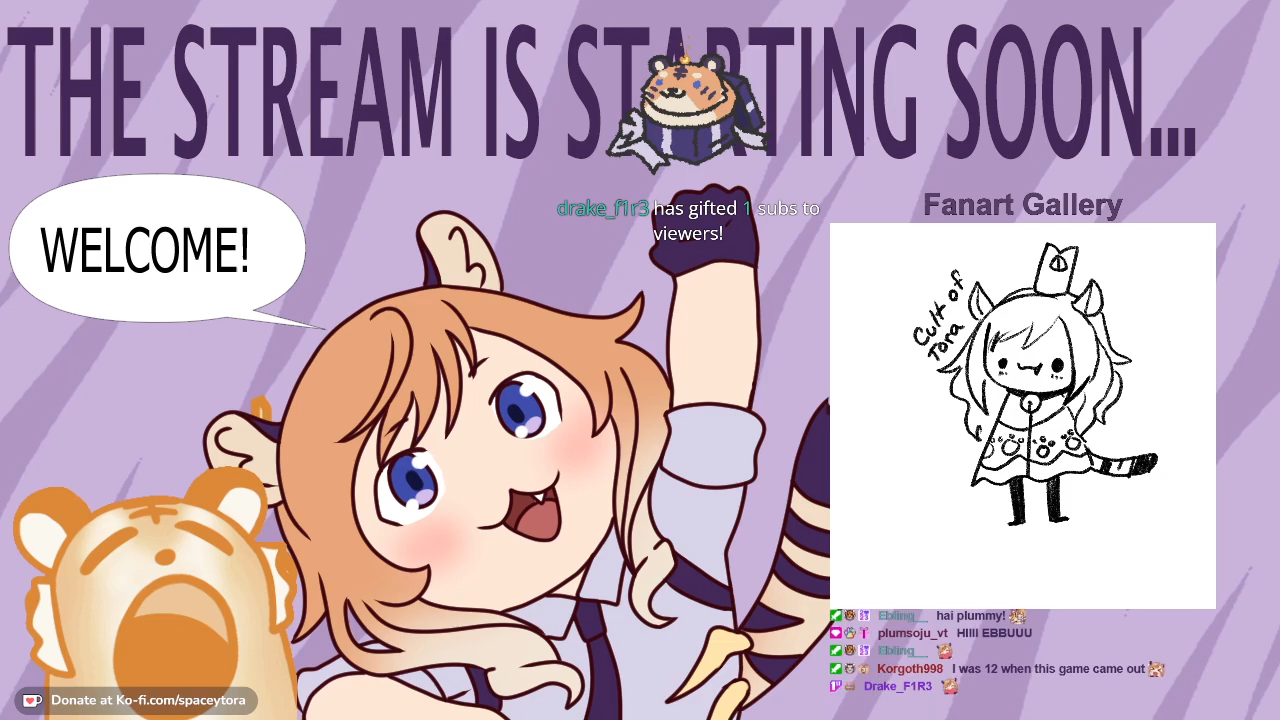 THE STREAM IS STARTING SOON...
WELCOME!
drake_f1r3 has gifted 1 subs to
viewers!
Fanart Gallery
Cult of
Tora
Ebling__ hai plummy!
plumsoju_vt HIIII EBBUUU
Ebling__
Korgoth998 I was 12 when this game came out
Drake_F1R3
Donate at Ko-fi.com/spaceytora